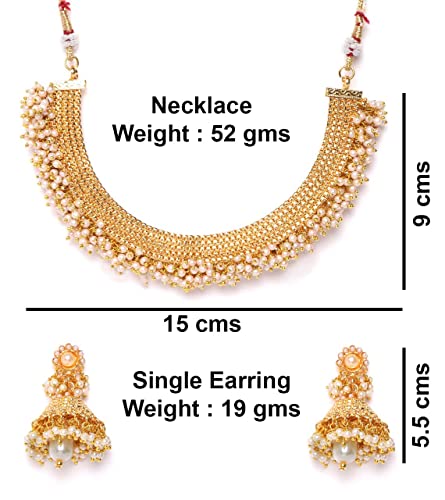 Necklace
Weight : 52 gms
9 cms
15 cms
Single Earring
Weight : 19 gms
5.5 cms